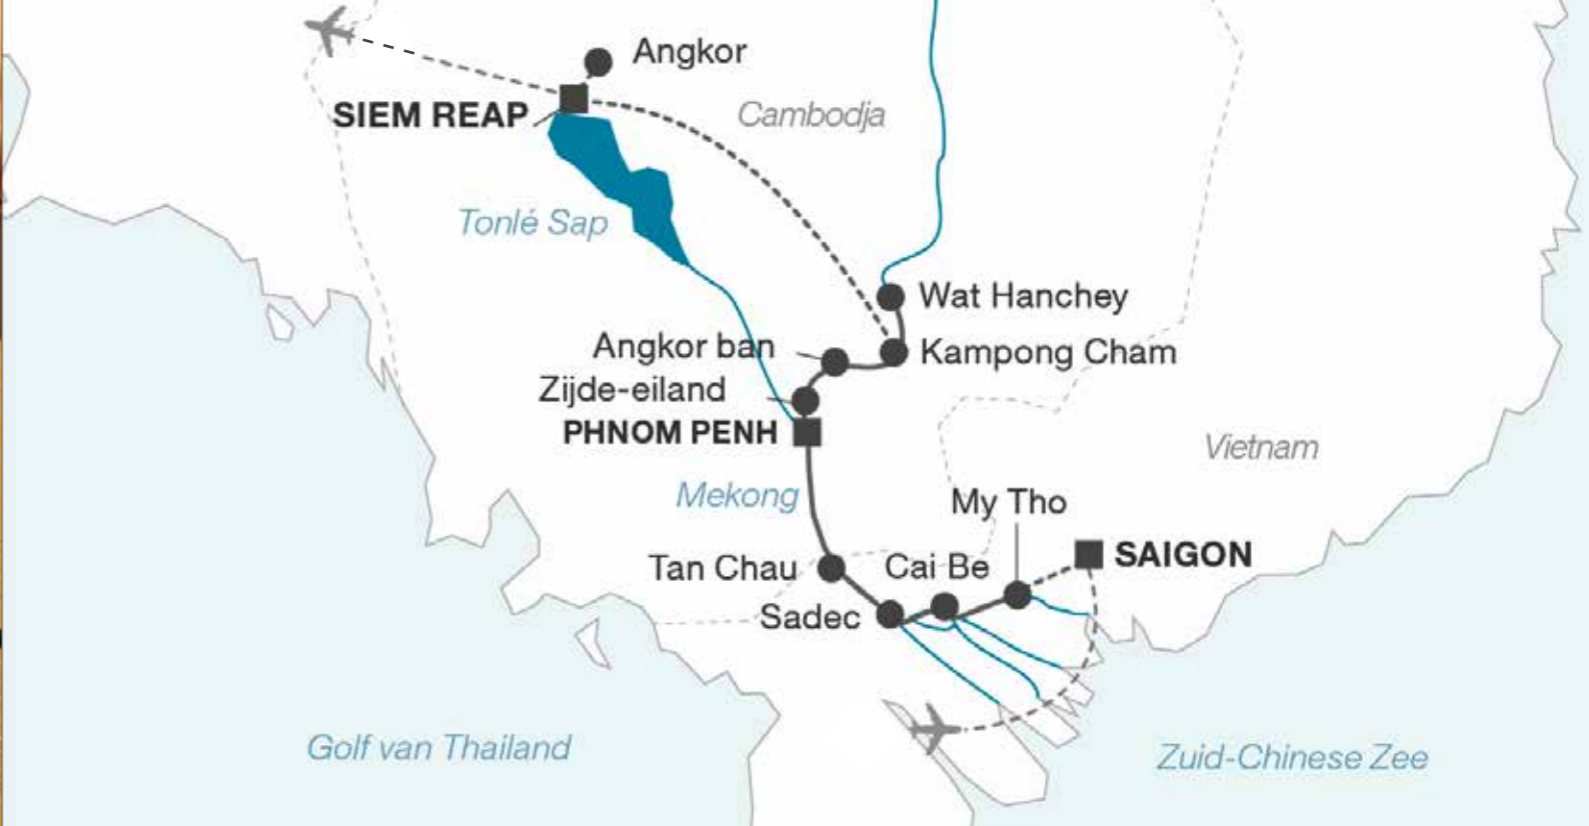 Angkor
SIEM REAP
Cambodja
Tonlé Sap
Wat Hanchey
Angkor ban
Kampong Cham
Zijde-eiland
PHNOM PENH
Vietnam
Mekong
My Tho
SAIGON
Tan Chau
Cai Be
Sadec
Golf van Thailand
Zuid-Chinese Zee